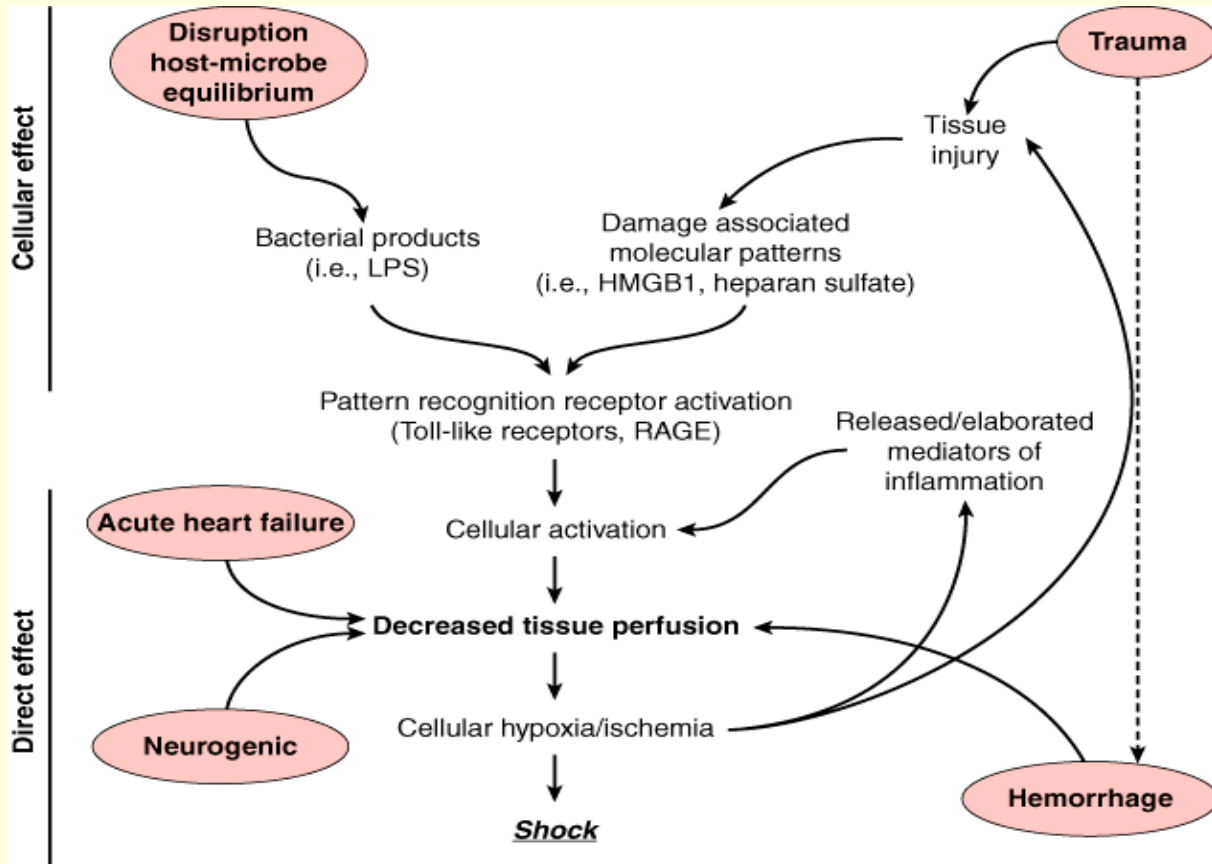 Disruption
host-microbe
equilibrium
Trauma
Cellular effect
Tissue
injury
Bacterial products
(i.e., LPS)
Damage associated
molecular patterns
(i.e., HMGB1, heparan sulfate)
Pattern recognition receptor activation
(Toll-like receptors, RAGE)
Released/elaborated
mediators of
inflammation
Direct effect
Acute heart failure
Cellular activation
Decreased tissue perfusion
Neurogenic
Cellular hypoxia/ischemia
Hemorrhage
Shock